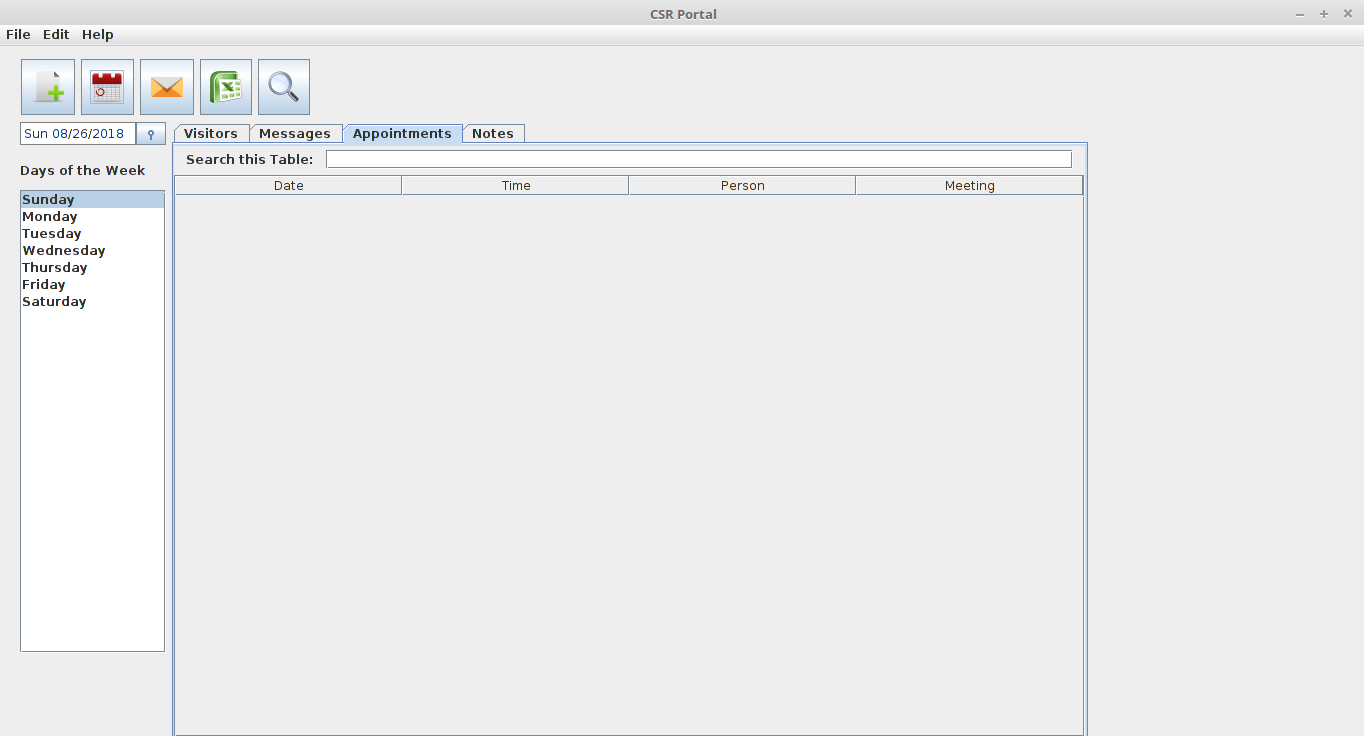 CSR Portal
File Edit Help
Sun 08/26/2018
Visitors Messages Appointments Notes
Search this Table:
Days of the Week
Date Time Person Meeting
Sunday
Monday
Tuesday
Wednesday
Thursday
Friday
Saturday